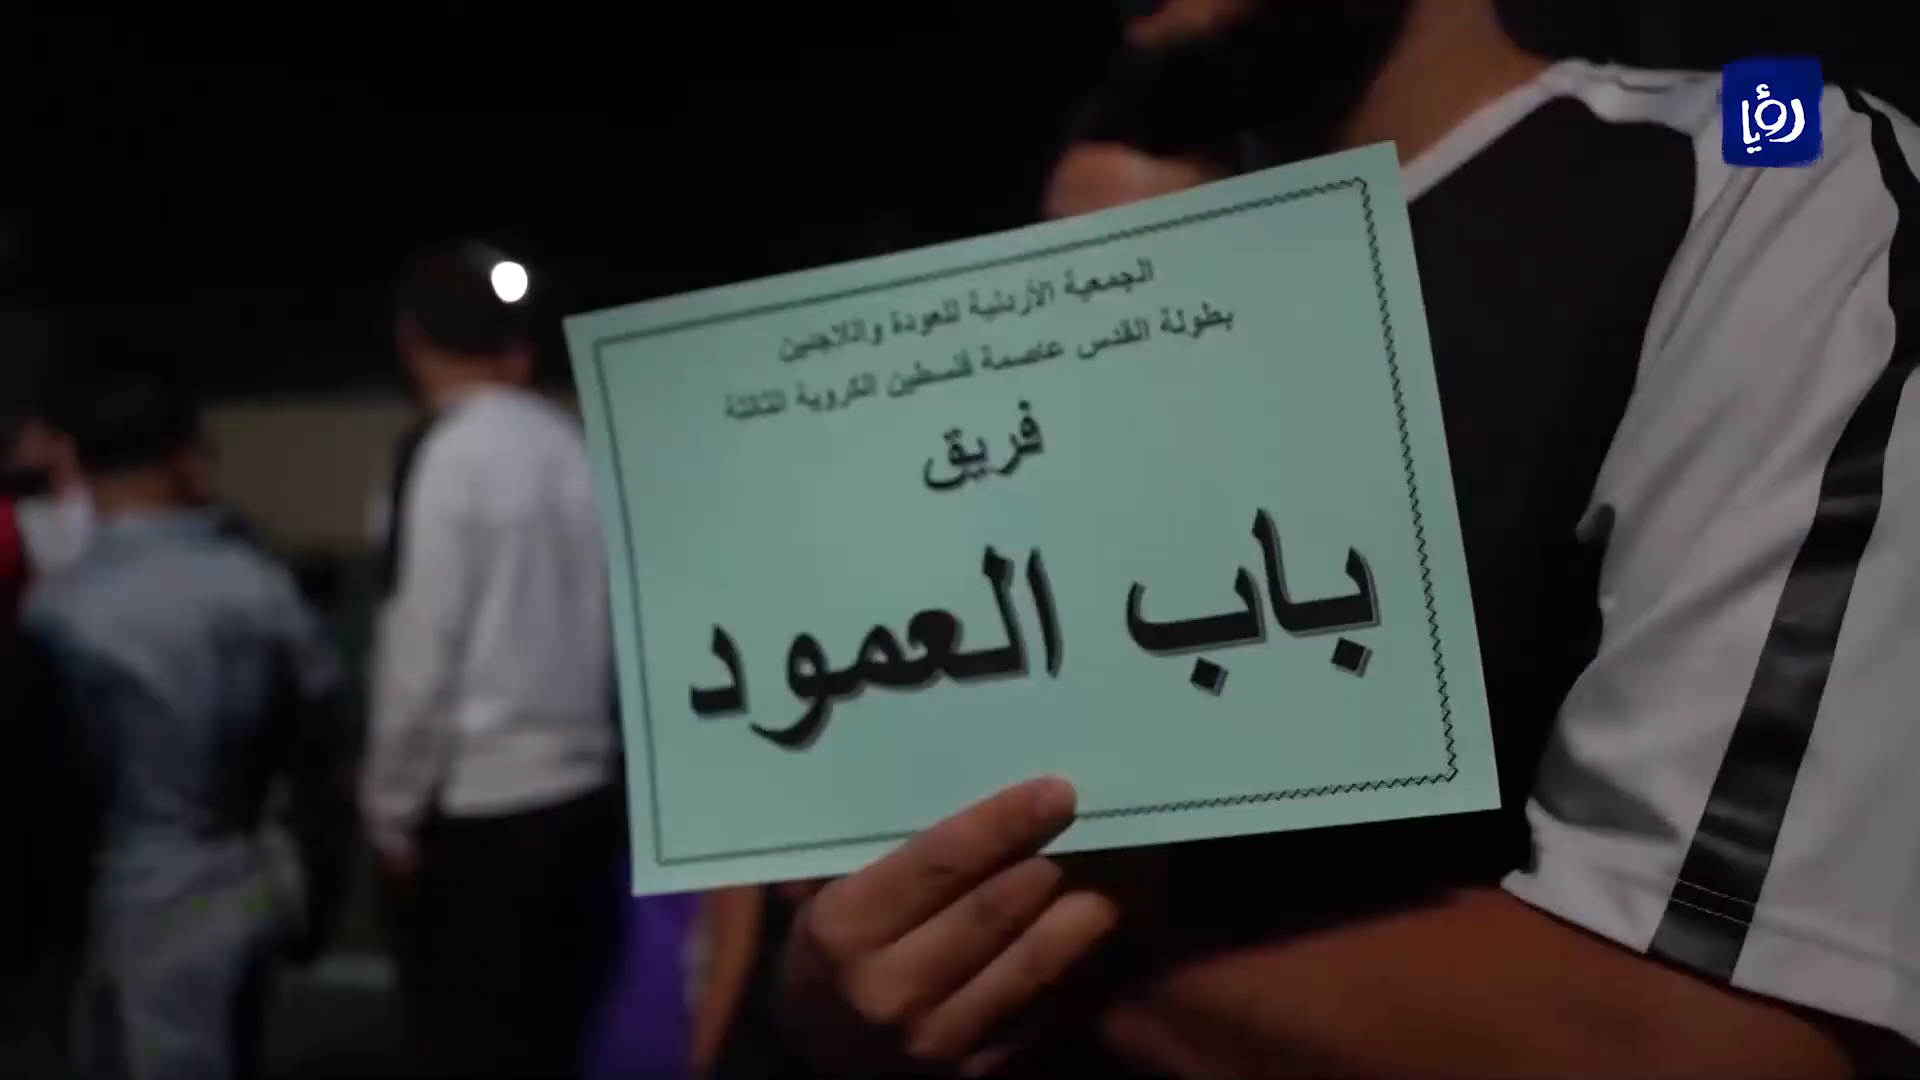 رؤيا
الجمعية الأردنية للعودة واللاجئين
بطولة القدس عاصمة فلسطين الكروية الثالثة
فريق
باب العمود